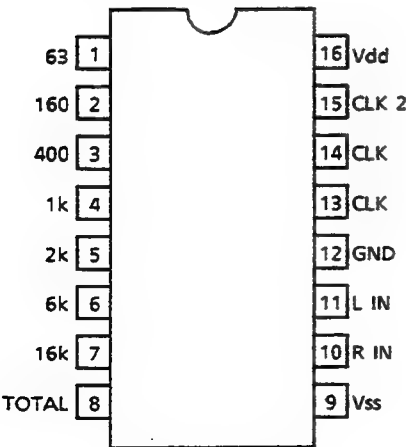 63 1 16 Vdd
160 2 15 CLK 2
400 3 14 CLK
1k 4 13 CLK
2k 5 12 GND
6k 6 11 L IN
16k 7 10 R IN
TOTAL 8 9 Vss